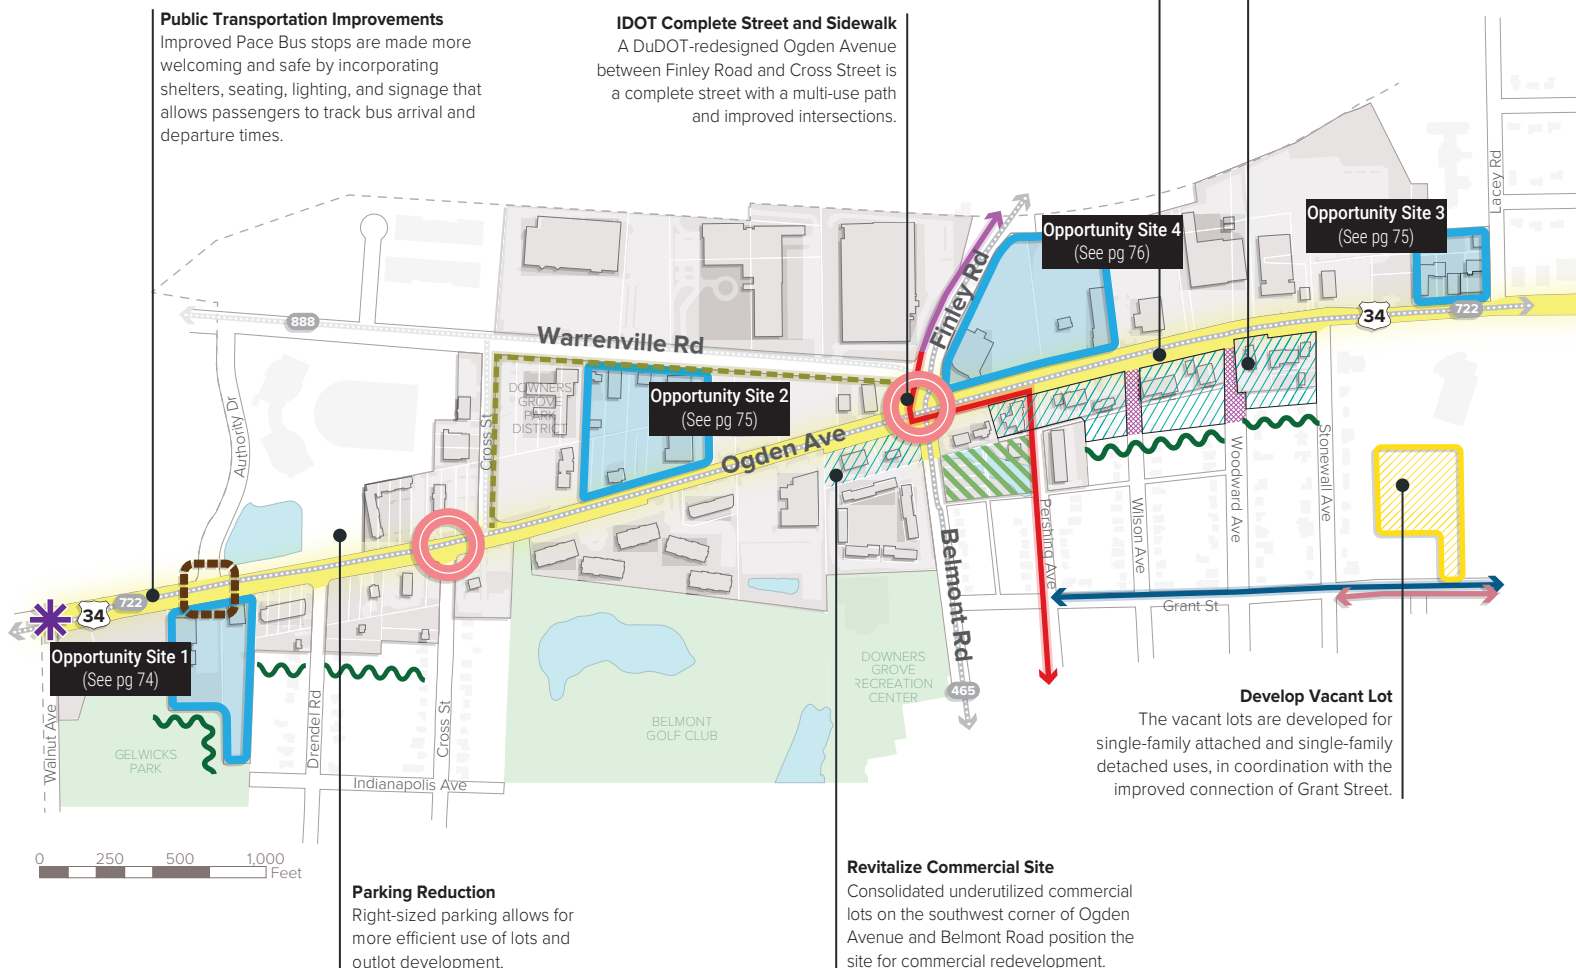 Public Transportation Improvements
Improved Pace Bus stops are made more
welcoming and safe by incorporating
shelters, seating, lighting, and signage that
allows passengers to track bus arrival and
departure times.
IDOT Complete Street and Sidewalk
A DuDOT-redesigned Ogden Avenue
between Finley Road and Cross Street is
a complete street with a multi-use path
and improved intersections.
Lacey Rd
Opportunity Site 3
(See pg 75)
Opportunity Site 4
(See pg 76)
Finley Rd
34
722
888
Warrenville Rd
DOWNERS
GROVE
PARK
DISTRICT
Opportunity Site 2
(See pg 75)
Authority Dr
Cross St
Ogden Ave
Stonewall Ave
Woodward Ave
Wilson Ave
Pershing Ave
Belmont Rd
Grant St
34
722
Opportunity Site 1
(See pg 74)
Walnut Ave
GELWICKS
PARK
Drendel Rd
Cross St
Indianapolis Ave
BELMONT
GOLF CLUB
DOWNERS
GROVE
RECREATION
CENTER
465
Develop Vacant Lot
The vacant lots are developed for
single-family attached and single-family
detached uses, in coordination with the
improved connection of Grant Street.
0 250 500 1,000
Feet
Parking Reduction
Right-sized parking allows for
more efficient use of lots and
outlot development.
Revitalize Commercial Site
Consolidated underutilized commercial
lots on the southwest corner of Ogden
Avenue and Belmont Road position the
site for commercial redevelopment.